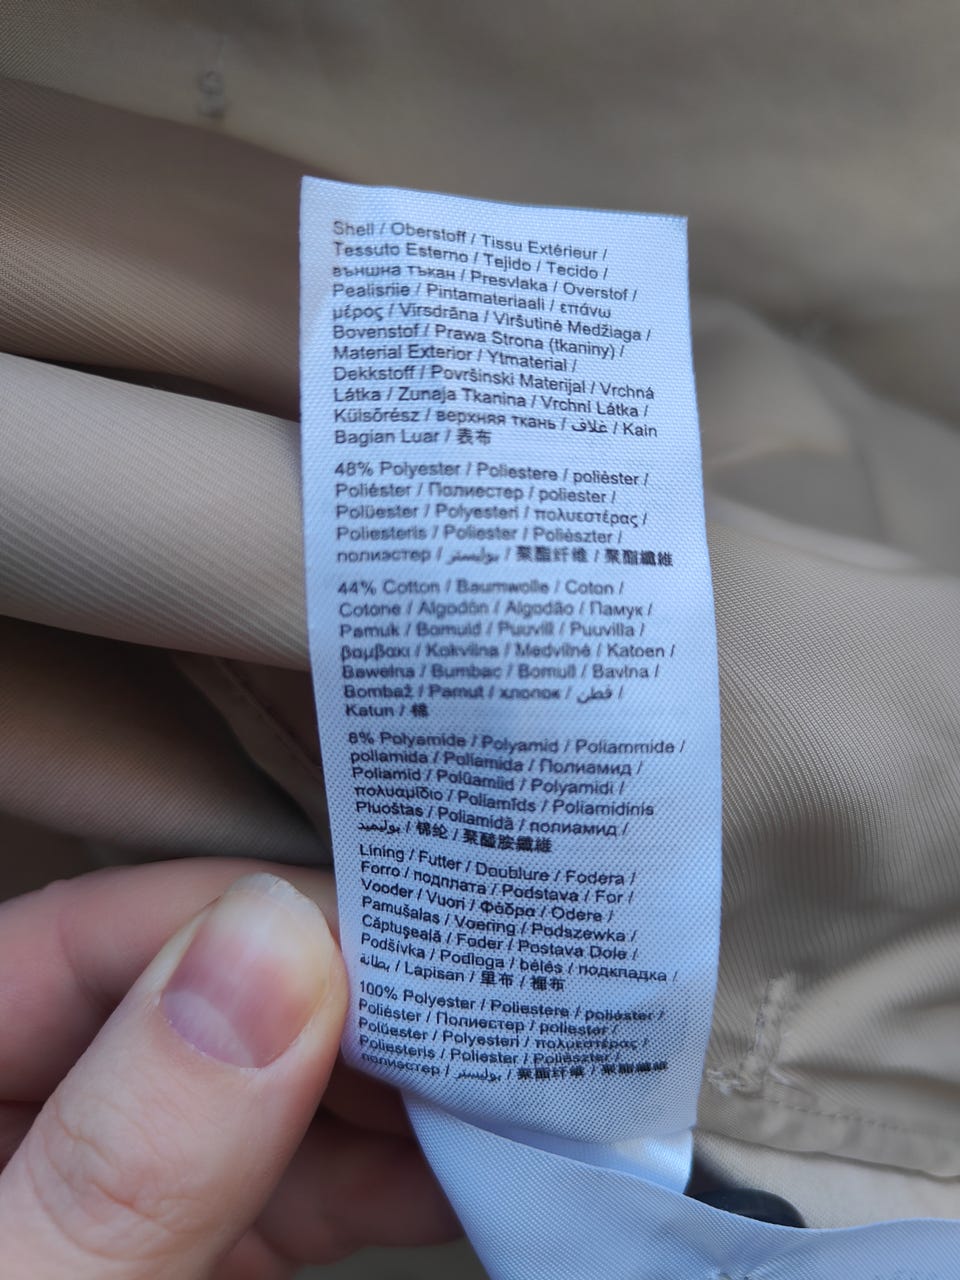 Shell / Oberstoff / Tissu Extérieur /
Tessuto Esterno / Tejido / Tecido /
външна тъкан / Presvlaka / Overstof /
Pealisriie / Pintamateriaali / επάνω
μέρος / Virsdrāna / Viršutinė Medžiaga /
Bovenstof / Prawa Strona (tkaniny) /
Material Exterior / Ytmaterial /
Dekkstoff / Površinski Materijal / Vrchná
Látka / Zunaja Tkanina / Vrchní Látka /
Külsőrész / верхняя ткань / غلاف / Kain
Bagian Luar / 表布
48% Polyester / Poliestere / poliéster /
Poliéster / Полиестер / poliester /
Polüester / Polyesteri / πολυεστέρας /
Poliesteris / Poliester / Poliészter /
полиэстер / بوليستر / 聚酯纤维 / 聚酯纖維
44% Cotton / Baumwolle / Coton /
Cotone / Algodón / Algodão / Памук /
Pamuk / Bomuld / Puuvill / Puuvilla /
βαμβακι / Kokvilna / Medvilnė / Katoen /
Bawełna / Bumbac / Bomull / Bavlna /
Bombaž / Pamut / хлопок / قطن /
Katun / 棉
8% Polyamide / Polyamid / Poliammide /
poliamida / Poliamida / Полиамид /
Poliamid / Polüamiid / Polyamidi /
πολυαμίδιο / Poliamīds / Poliamidinis
Pluoštas / Poliamidă / полиамид /
بوليميد / 锦纶 / 聚醯胺纖維
Lining / Futter / Doublure / Fodera /
Forro / подплата / Podstava / For /
Vooder / Vuori / Φόδρα / Odere /
Pamušalas / Voering / Podszewka /
Căptuşeală / Foder / Postava Dole /
Podšívka / Podloga / bélés / подкладка /
بطانة / Lapisan / 里布 / 裡布
100% Polyester / Poliestere / poliéster /
Poliéster / Полиестер / poliester /
Polüester / Polyesteri / πολυεστέρας /
Poliesteris / Poliester / Poliészter /
полиэстер / بوليستر / 聚酯纤维 / 聚酯纖維